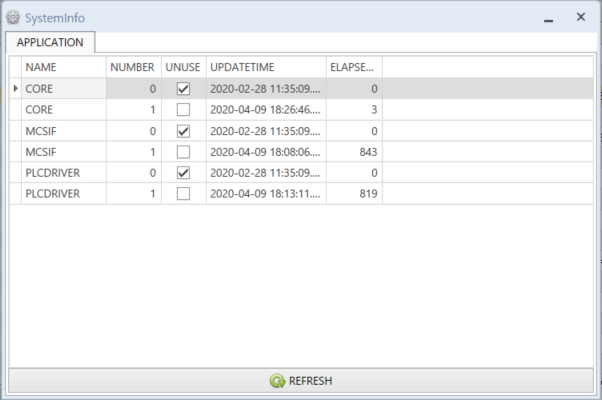 SystemInfo
APPLICATION
NAME NUMBER UNUSE UPDATETIME ELAPSE...
CORE 0 2020-02-28 11:35:09.... 0
CORE 1 2020-04-09 18:26:46.... 3
MCSIF 0 2020-02-28 11:35:09.... 0
MCSIF 1 2020-04-09 18:08:06.... 843
PLCDRIVER 0 2020-02-28 11:35:09.... 0
PLCDRIVER 1 2020-04-09 18:13:11.... 819
REFRESH